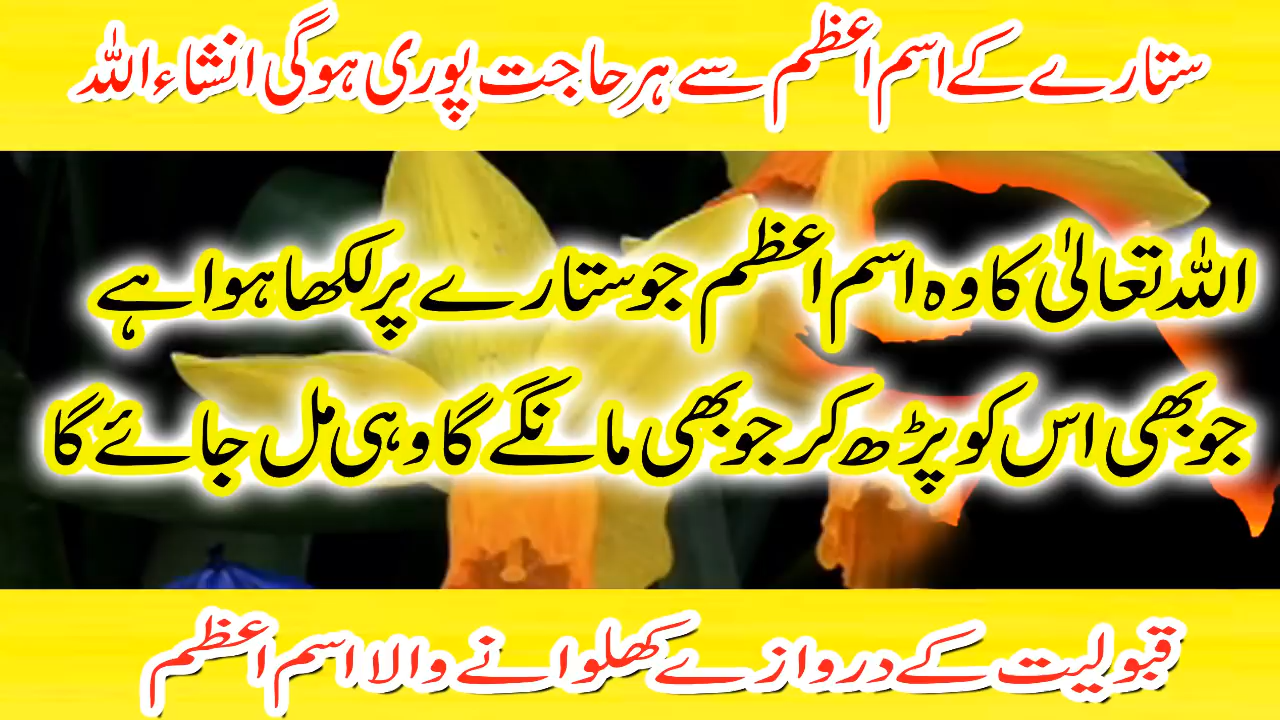 ستارے کے اسم اعظم سے ہر حاجت پوری ہوگی انشاء اللہ
اللہ تعالیٰ کا وہ اسم اعظم جو ستارے پر لکھا ہوا ہے
جو بھی اس کو پڑھ کر جو بھی مانگے گا وہی مل جائے گا
قبولیت کے دروازے کھلوانے والا اسم اعظم